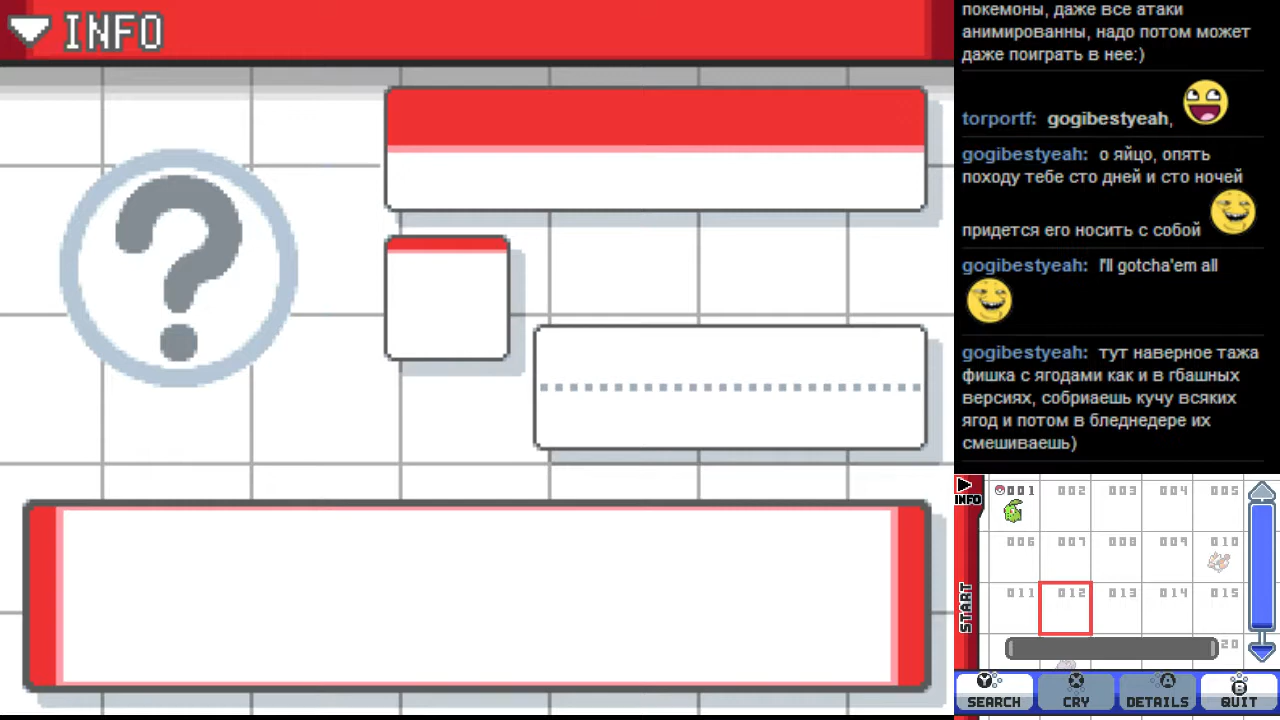 INFO
покемоны, даже все атаки
анимированны, надо потом может
даже поиграть в нее:)
torportf: gogibestyeah,
gogibestyeah: о яйцо, опять
походу тебе сто дней и сто ночей
придется его носить с собой
gogibestyeah: I'll gotcha'em all
gogibestyeah: тут наверное тажа
фишка с ягодами как и в гбашных
версиях, собриаешь кучу всяких
ягод и потом в бледнедере их
смешиваешь)
INFO
001 002 003 004 005
006 007 008 009 010
011 012 013 014 015
START
20
Y SEARCH
X CRY
A DETAILS
B QUIT